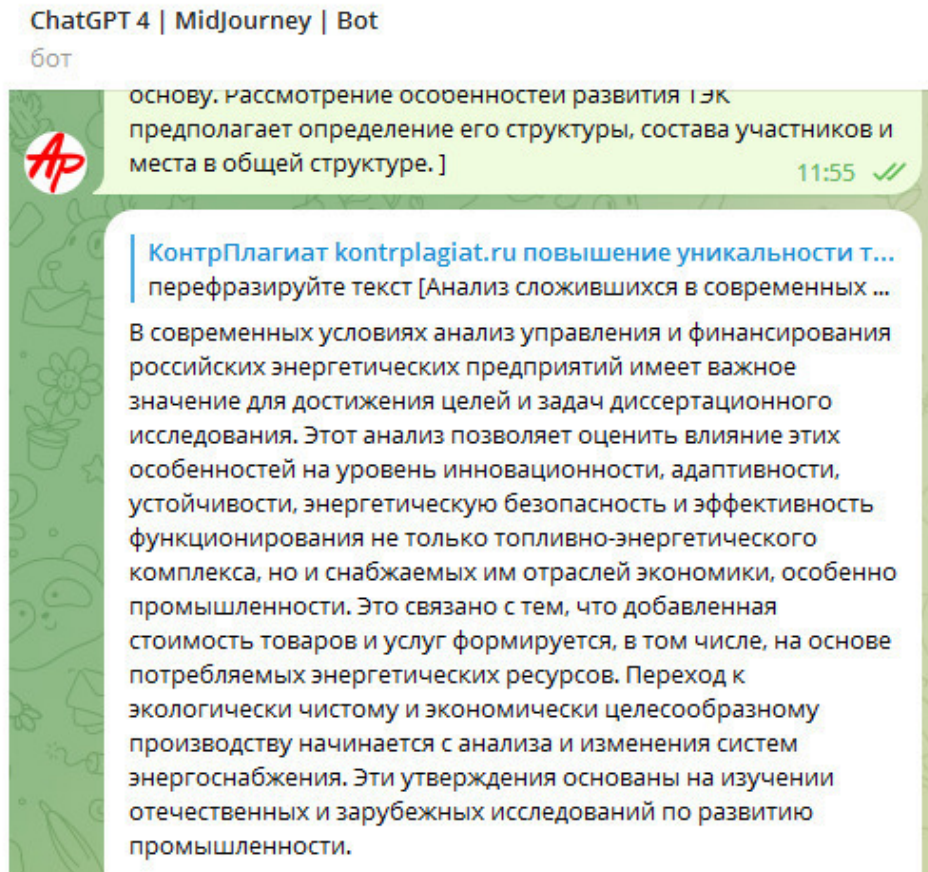 ChatGPT 4 | MidJourney | Bot
бот
основу. Рассмотрение особенностей развития ТЭК
предполагает определение его структуры, состава участников и
места в общей структуре. ]
11:55
Ap
КонтрПлагиат kontrplagiat.ru повышение уникальности т...
перефразируйте текст [Анализ сложившихся в современных ...
В современных условиях анализ управления и финансирования
российских энергетических предприятий имеет важное
значение для достижения целей и задач диссертационного
исследования. Этот анализ позволяет оценить влияние этих
особенностей на уровень инновационности, адаптивности,
устойчивости, энергетическую безопасность и эффективность
функционирования не только топливно-энергетического
комплекса, но и снабжаемых им отраслей экономики, особенно
промышленности. Это связано с тем, что добавленная
стоимость товаров и услуг формируется, в том числе, на основе
потребляемых энергетических ресурсов. Переход к
экологически чистому и экономически целесообразному
производству начинается с анализа и изменения систем
энергоснабжения. Эти утверждения основаны на изучении
отечественных и зарубежных исследований по развитию
промышленности.